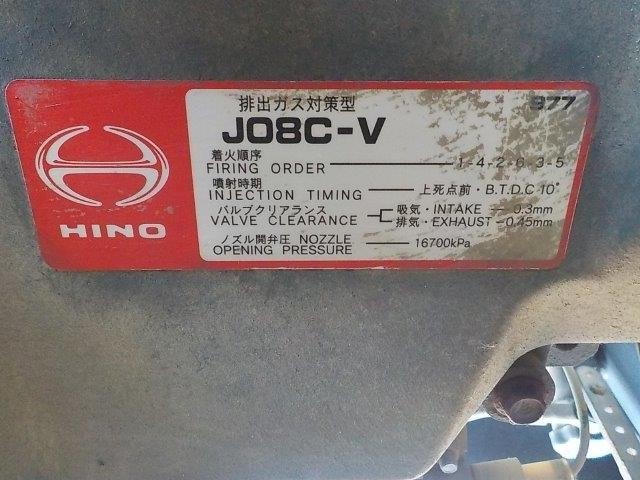 排出ガス対策型 977
J08C-V
着火順序
FIRING ORDER 1-4-2-6-3-5
噴射時期
INJECTION TIMING 上死点前・B.T.D.C 10°
バルブクリアランス 吸気・INTAKE 0.3mm
VALVE CLEARANCE 排気・EXHAUST 0.45mm
ノズル開弁圧 NOZZLE
OPENING PRESSURE 16700kPa
HINO